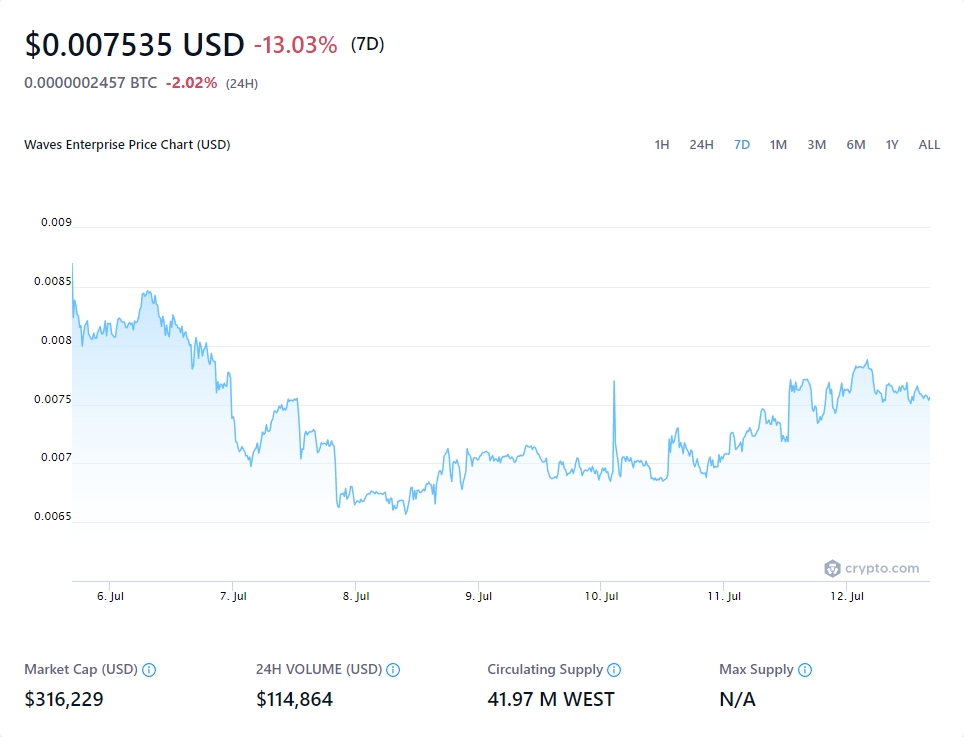 $0.007535 USD -13.03% (7D)
0.0000002457 BTC -2.02% (24H)
Waves Enterprise Price Chart (USD)
1H 24H 7D 1M 3M 6M 1Y ALL
0.009
0.0085
0.008
0.0075
0.007
0.0065
crypto.com
6. Jul 7. Jul 8. Jul 9. Jul 10. Jul 11. Jul 12. Jul
Market Cap (USD) 24H VOLUME (USD) Circulating Supply Max Supply
$316,229 $114,864 41.97 M WEST N/A